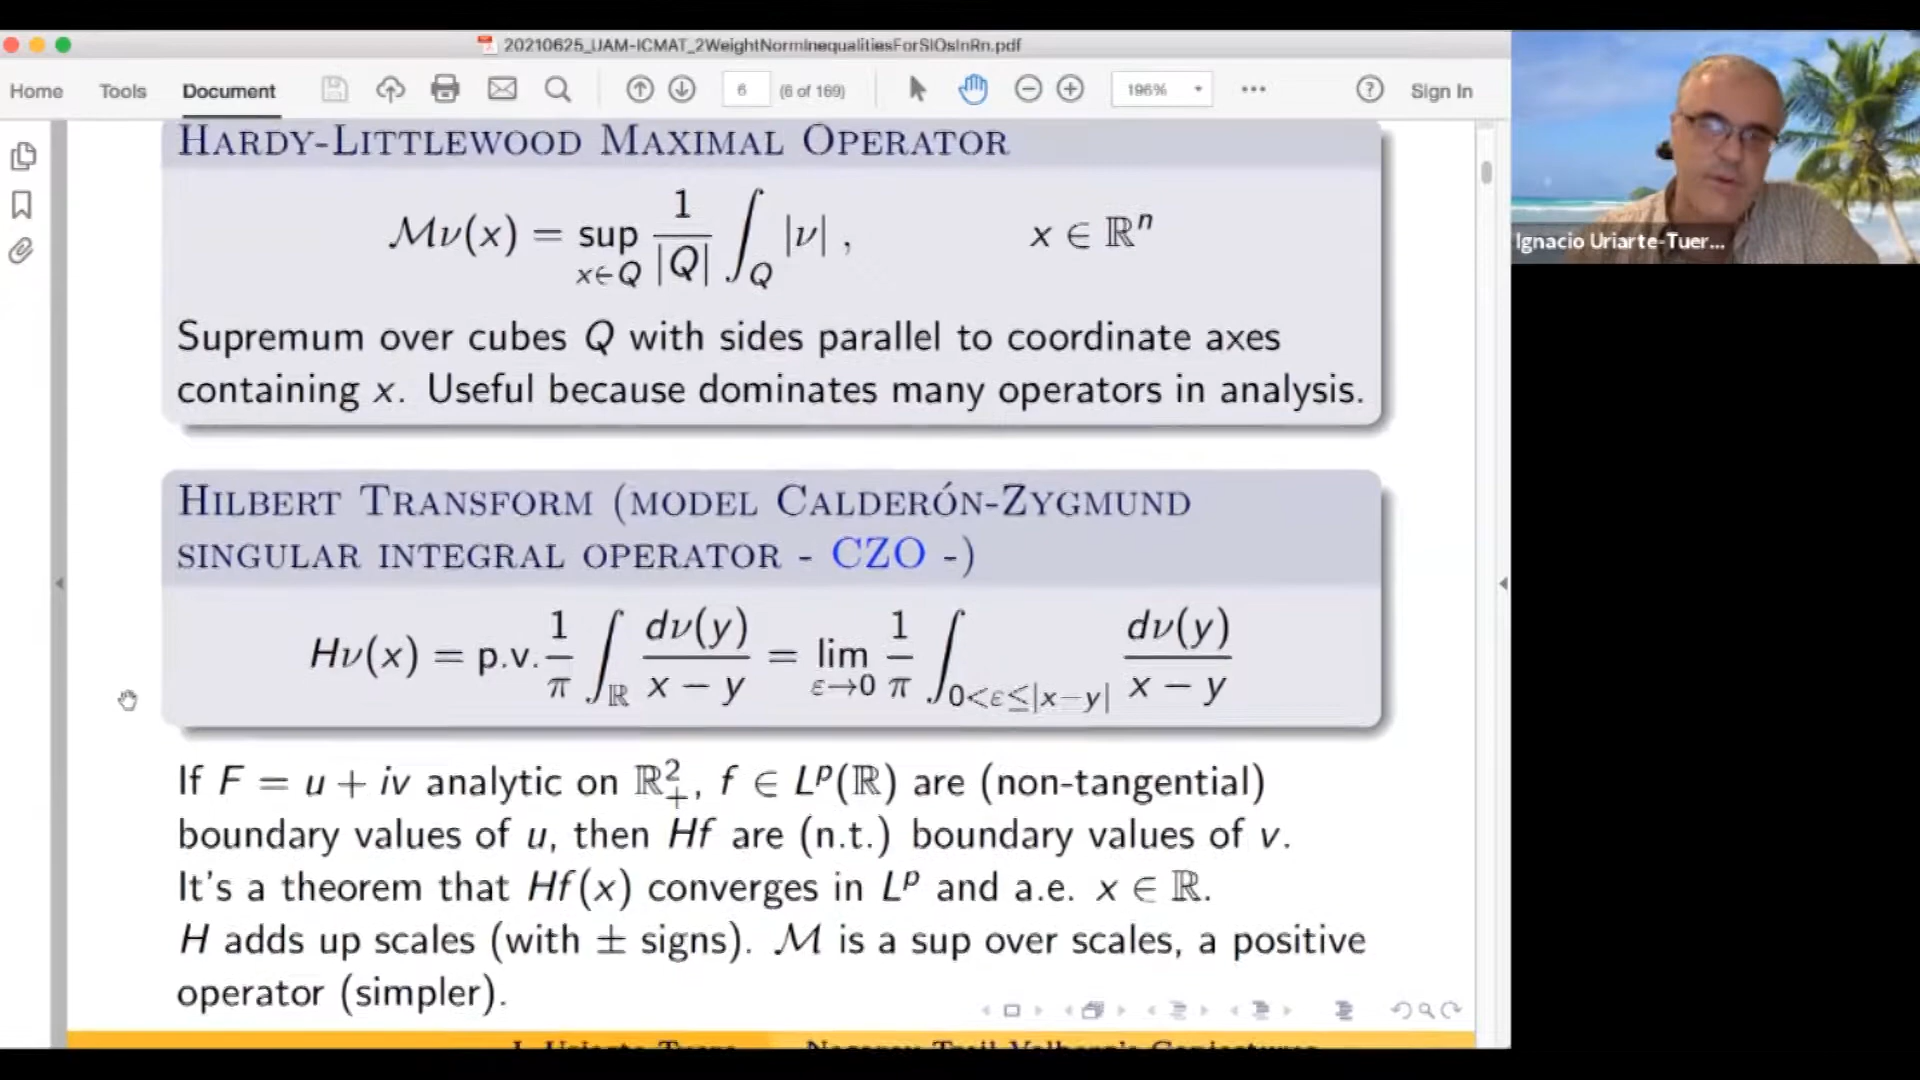 20210625_UAM-ICMAT_2WeightNormInequalitiesForSIOsInRn.pdf
Home Tools Document 6 (6 of 169) 196% Sign In
HARDY-LITTLEWOOD MAXIMAL OPERATOR
ℳν(x) = sup_{x∈Q} 1/|Q| ∫_Q |ν| , x ∈ ℝⁿ
Supremum over cubes Q with sides parallel to coordinate axes
containing x. Useful because dominates many operators in analysis.
HILBERT TRANSFORM (MODEL CALDERÓN-ZYGMUND
SINGULAR INTEGRAL OPERATOR - CZO -)
Hν(x) = p.v. 1/π ∫_ℝ dν(y)/(x − y) = lim_{ε→0} 1/π ∫_{0<ε≤|x−y|} dν(y)/(x − y)
If F = u + iv analytic on ℝ²₊, f ∈ Lᵖ(ℝ) are (non-tangential)
boundary values of u, then Hf are (n.t.) boundary values of v.
It's a theorem that Hf(x) converges in Lᵖ and a.e. x ∈ ℝ.
H adds up scales (with ± signs). ℳ is a sup over scales, a positive
operator (simpler).
Ignacio Uriarte-Tuer...